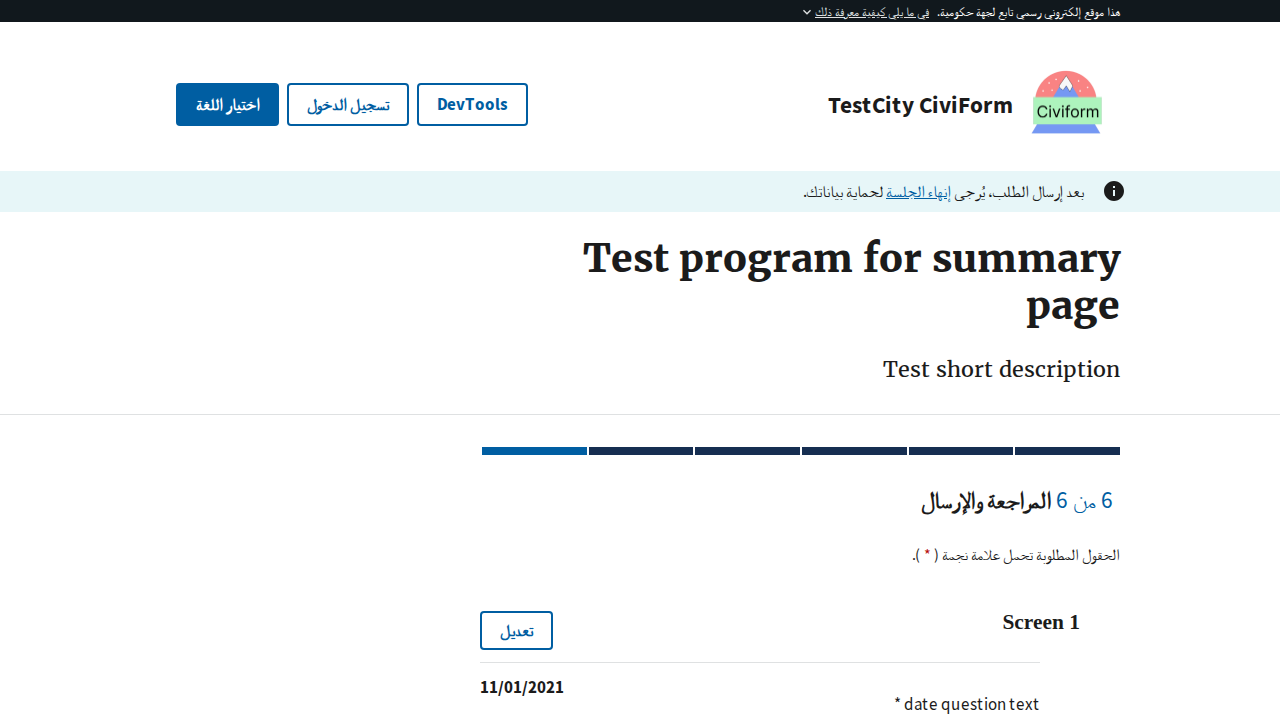 هذا موقع إلكتروني رسمي تابع لجهة حكومية. في ما يلي كيفية معرفة ذلك
Civiform
TestCity CiviForm
DevTools
تسجيل الدخول
اختيار اللغة
بعد إرسال الطلب، يُرجى إنهاء الجلسة لحماية بياناتك.
Test program for summary
page
Test short description
6 من 6 المراجعة والإرسال
الحقول المطلوبة تحمل علامة نجمة ( * ).
Screen 1
تعديل
date question text *
11/01/2021